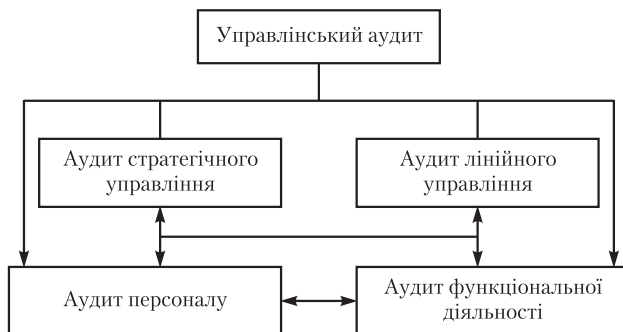 Управлінський аудит
Аудит стратегічного
управління
Аудит лінійного
управління
Аудит персоналу
Аудит функціональної
діяльності